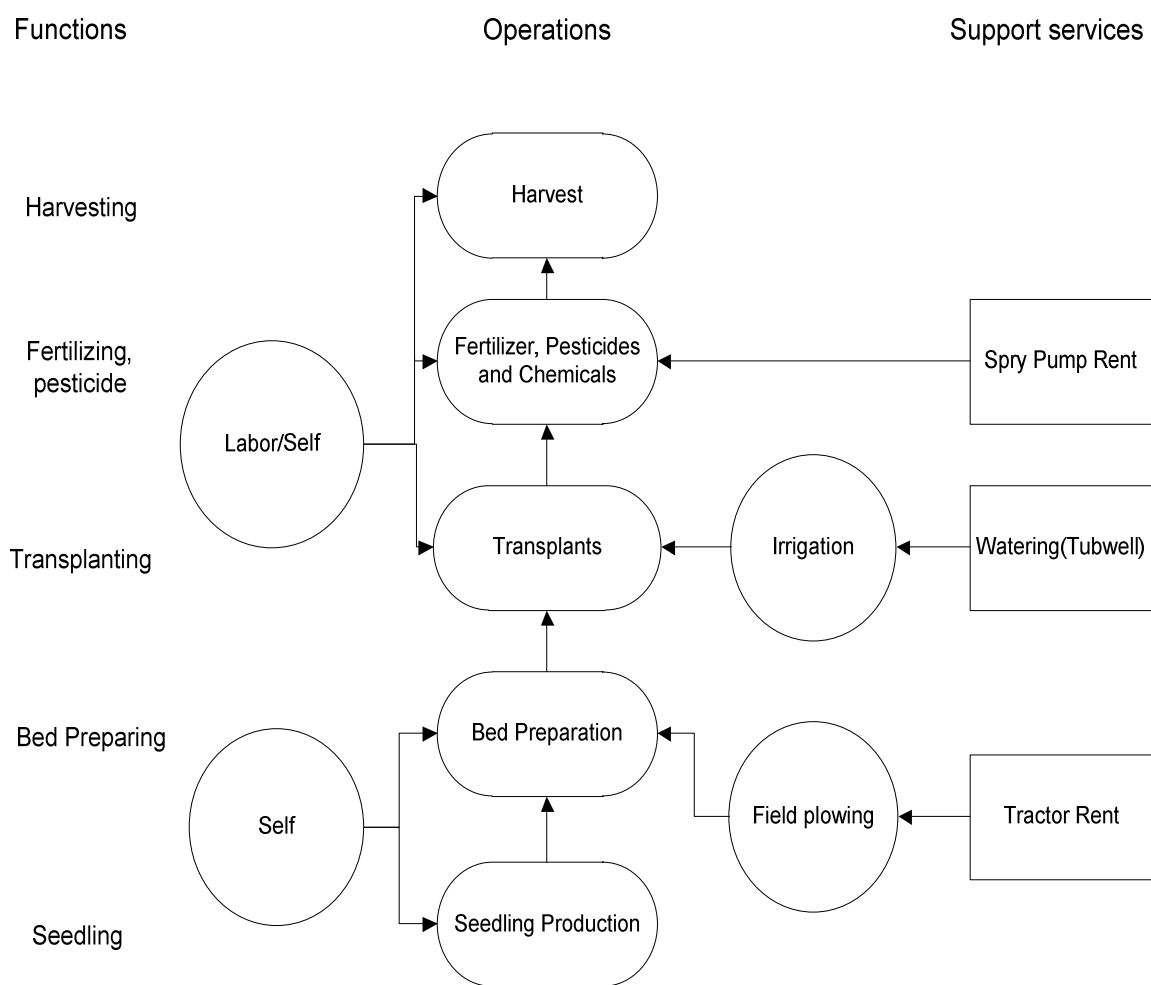 Functions
Operations
Support services
Harvesting
Harvest
Fertilizing,
pesticide
Fertilizer, Pesticides
and Chemicals
Spry Pump Rent
Labor/Self
Transplanting
Transplants
Irrigation
Watering(Tubwell)
Bed Preparing
Bed Preparation
Self
Field plowing
Tractor Rent
Seedling
Seedling Production